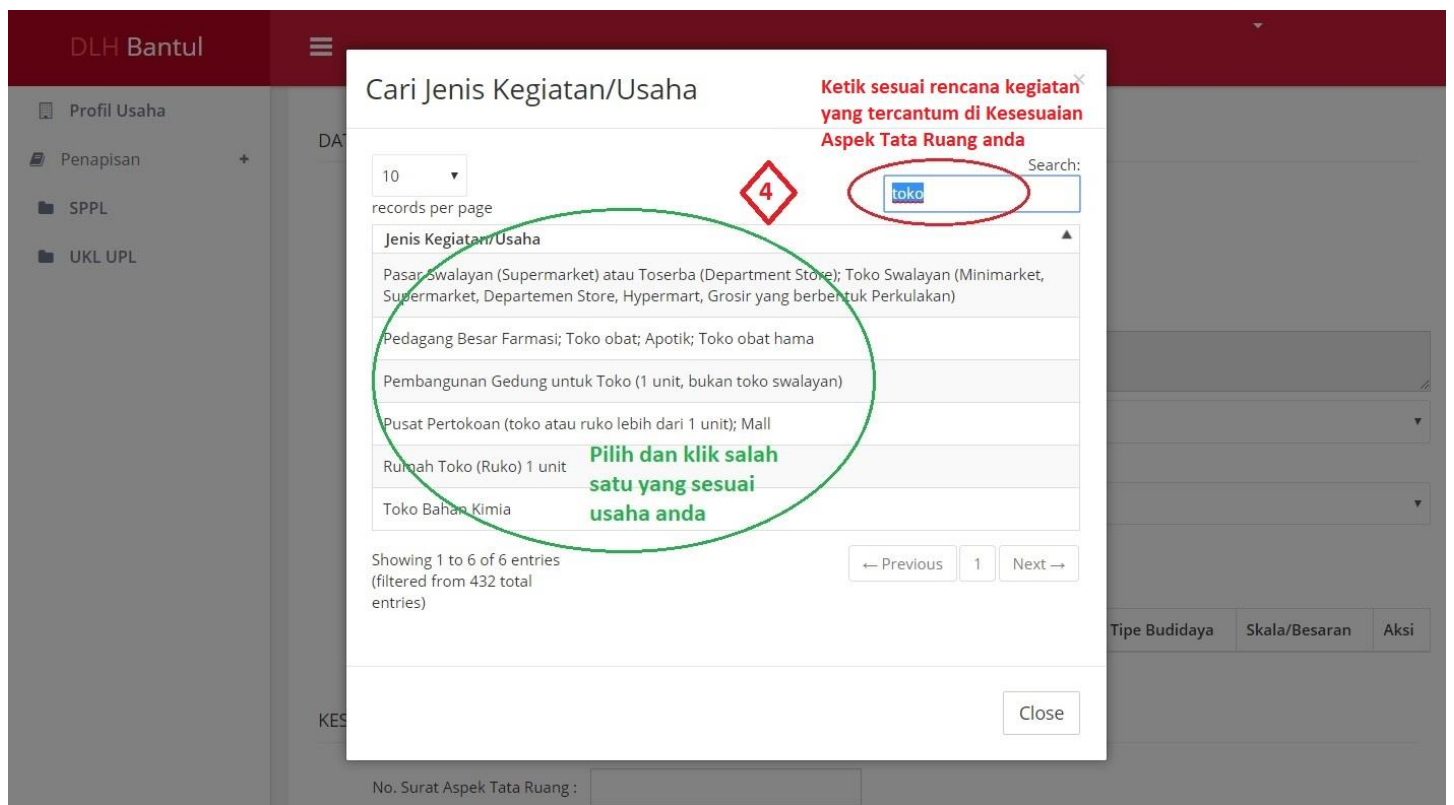 DLH Bantul
Profil Usaha
Penapisan +
SPPL
UKL UPL
DA
Cari Jenis Kegiatan/Usaha
×
Ketik sesuai rencana kegiatan
yang tercantum di Kesesuaian
Aspek Tata Ruang anda
10
records per page
4
Search:
toko
Jenis Kegiatan/Usaha
Pasar Swalayan (Supermarket) atau Toserba (Department Store); Toko Swalayan (Minimarket,
Supermarket, Departemen Store, Hypermart, Grosir yang berbentuk Perkulakan)
Pedagang Besar Farmasi; Toko obat; Apotik; Toko obat hama
Pembangunan Gedung untuk Toko (1 unit, bukan toko swalayan)
Pusat Pertokoan (toko atau ruko lebih dari 1 unit); Mall
Rumah Toko (Ruko) 1 unit
Toko Bahan Kimia
Pilih dan klik salah
satu yang sesuai
usaha anda
Showing 1 to 6 of 6 entries
(filtered from 432 total
entries)
← Previous 1 Next →
Tipe Budidaya Skala/Besaran Aksi
Close
KES
No. Surat Aspek Tata Ruang :